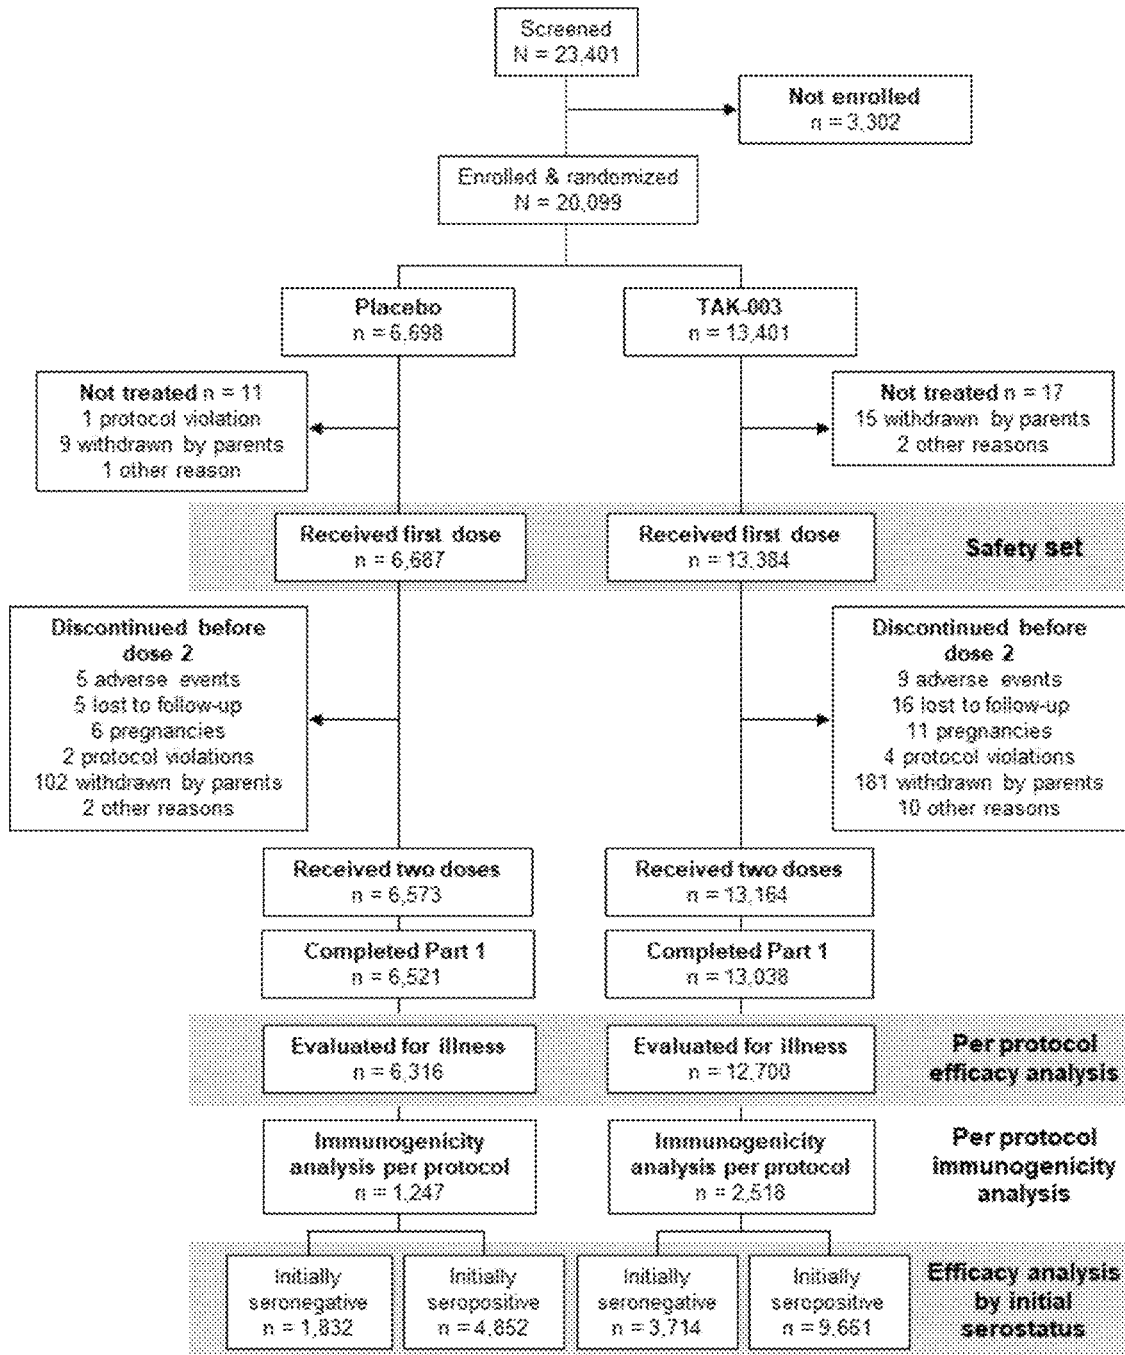 Screened
N = 23,401
Not enrolled
n = 3,302
Enrolled & randomized
N = 20,099
Placebo
n = 6,698
TAK-003
n = 13,401
Not treated n = 11
1 protocol violation
9 withdrawn by parents
1 other reason
Not treated n = 17
15 withdrawn by parents
2 other reasons
Received first dose
n = 6,687
Received first dose
n = 13,384
Safety set
Discontinued before
dose 2
5 adverse events
5 lost to follow-up
6 pregnancies
2 protocol violations
102 withdrawn by parents
2 other reasons
Discontinued before
dose 2
9 adverse events
16 lost to follow-up
11 pregnancies
4 protocol violations
181 withdrawn by parents
10 other reasons
Received two doses
n = 6,573
Received two doses
n = 13,164
Completed Part 1
n = 6,521
Completed Part 1
n = 13,038
Evaluated for illness
n = 6,316
Evaluated for illness
n = 12,700
Per protocol
efficacy analysis
Immunogenicity
analysis per protocol
n = 1,247
Immunogenicity
analysis per protocol
n = 2,518
Per protocol
immunogenicity
analysis
Initially
seronegative
n = 1,832
Initially
seropositive
n = 4,852
Initially
seronegative
n = 3,714
Initially
seropositive
n = 9,661
Efficacy analysis
by initial
serostatus